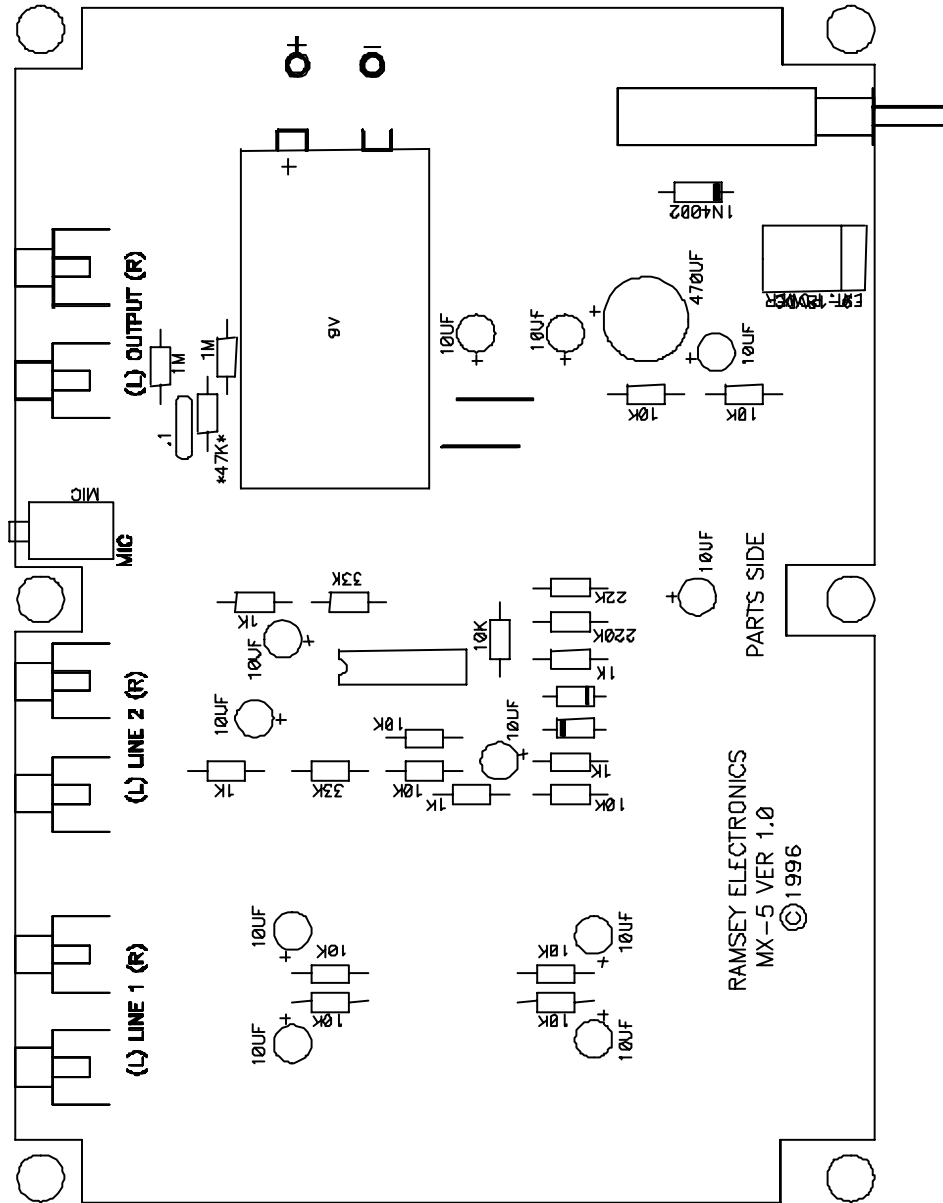 +
−
+
1N4002
(L) OUTPUT (R)
9V
470UF
+
10UF
+
10UF
+
10UF
+
1M
1M
10K
10K
.1
*47K*
MIC
MIC
10UF
+
PARTS SIDE
33K
1K
10UF
+
10K
22K
220K
1K
(L) LINE 2 (R)
10UF
+
10K
10UF
+
1K
33K
10K
1K
1K
10K
RAMSEY ELECTRONICS
MX-5 VER 1.0
©1996
(L) LINE 1 (R)
10UF
+
10K
10K
10UF
+
10UF
+
10K
10K
10UF
+